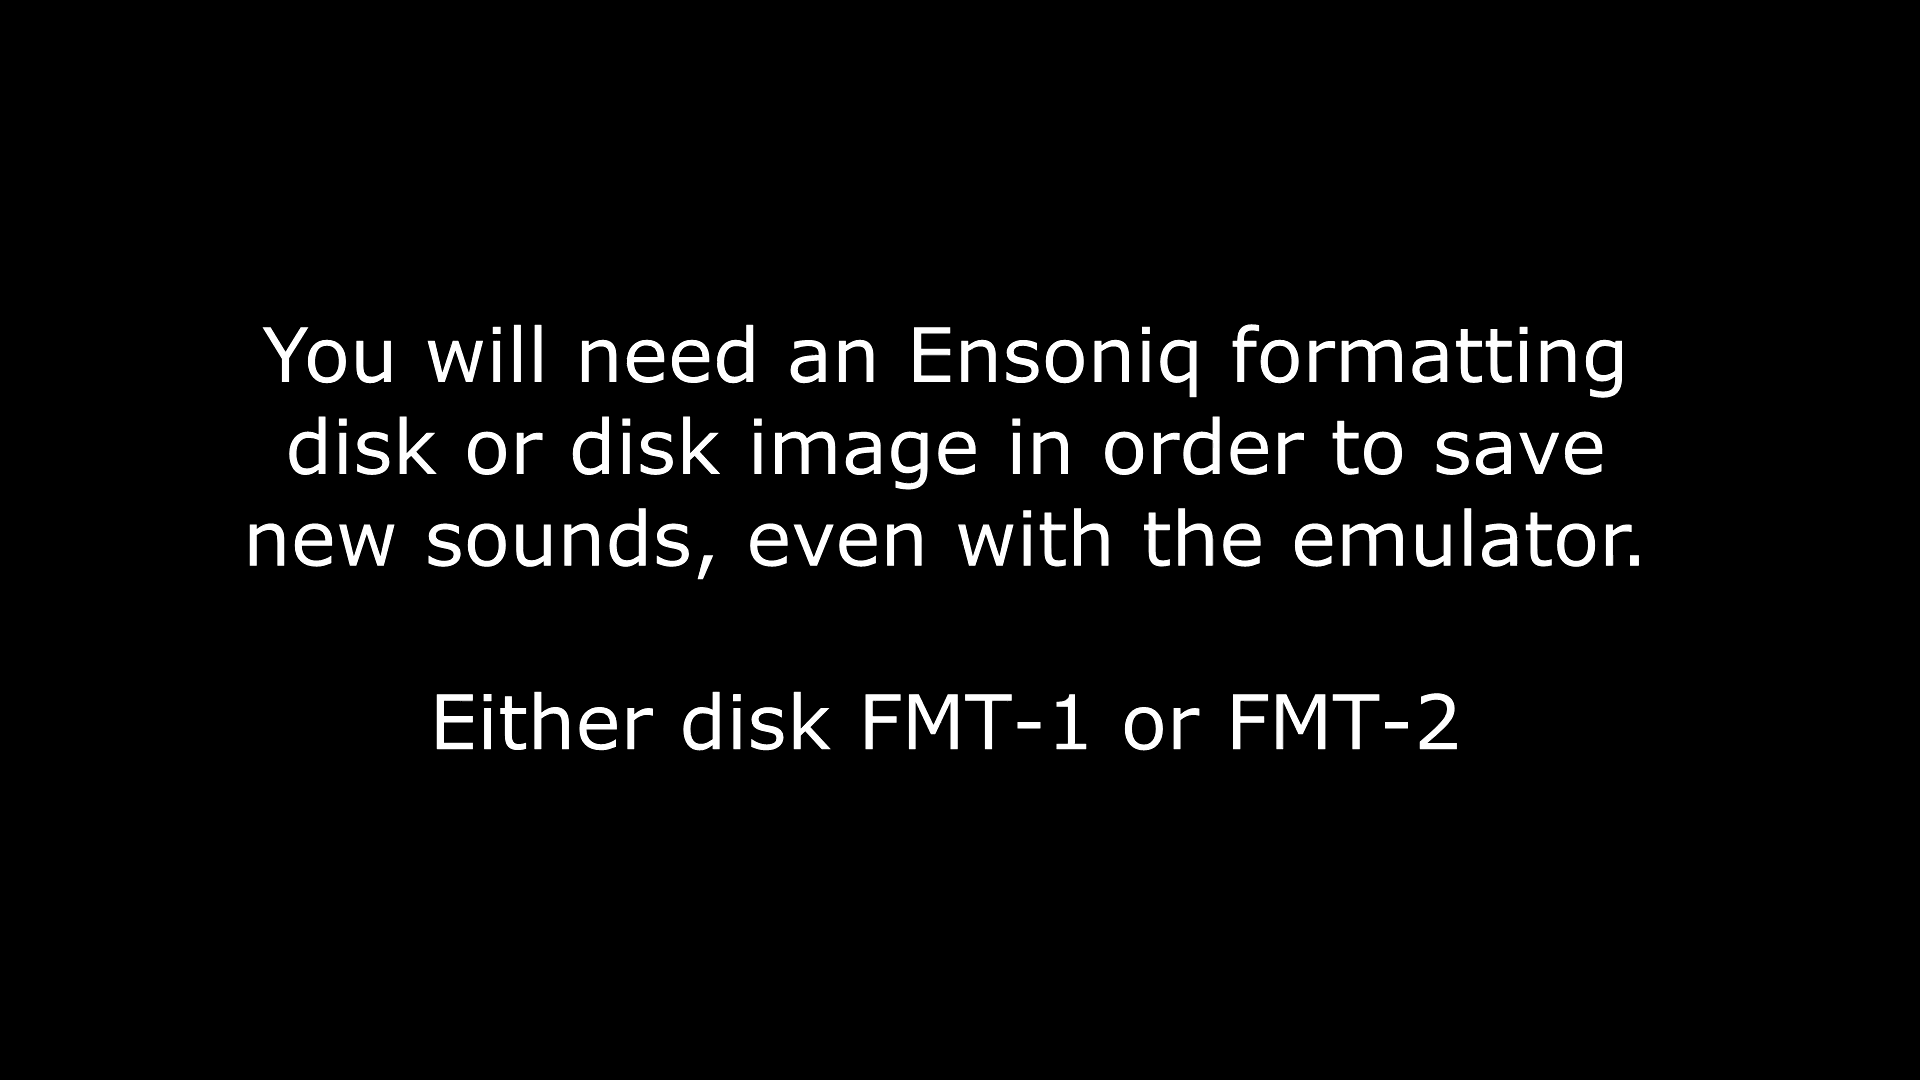 You will need an Ensoniq formatting
disk or disk image in order to save
new sounds, even with the emulator.
Either disk FMT-1 or FMT-2